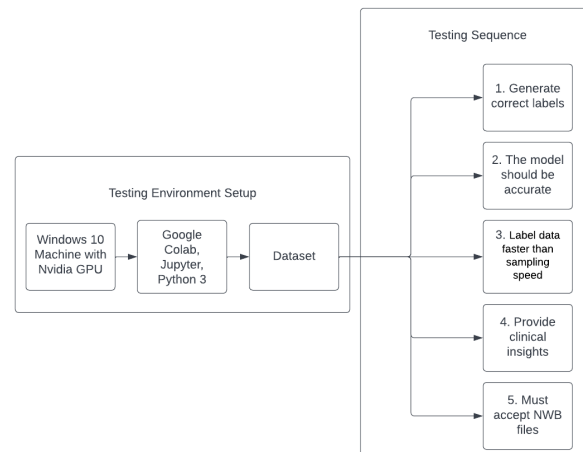 Testing Sequence
1. Generate
correct labels
2. The model
should be
accurate
3. Label data
faster than
sampling
speed
4. Provide
clinical
insights
5. Must
accept NWB
files
Testing Environment Setup
Windows 10
Machine with
Nvidia GPU
Google
Colab,
Jupyter,
Python 3
Dataset